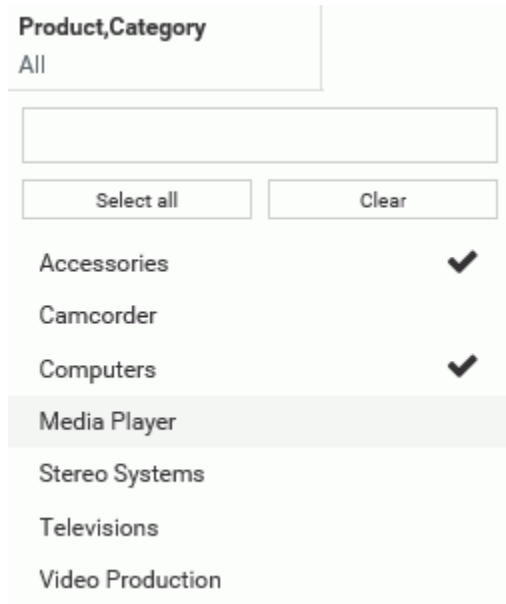 Product,Category
All
Select all Clear
Accessories
Camcorder
Computers
Media Player
Stereo Systems
Televisions
Video Production